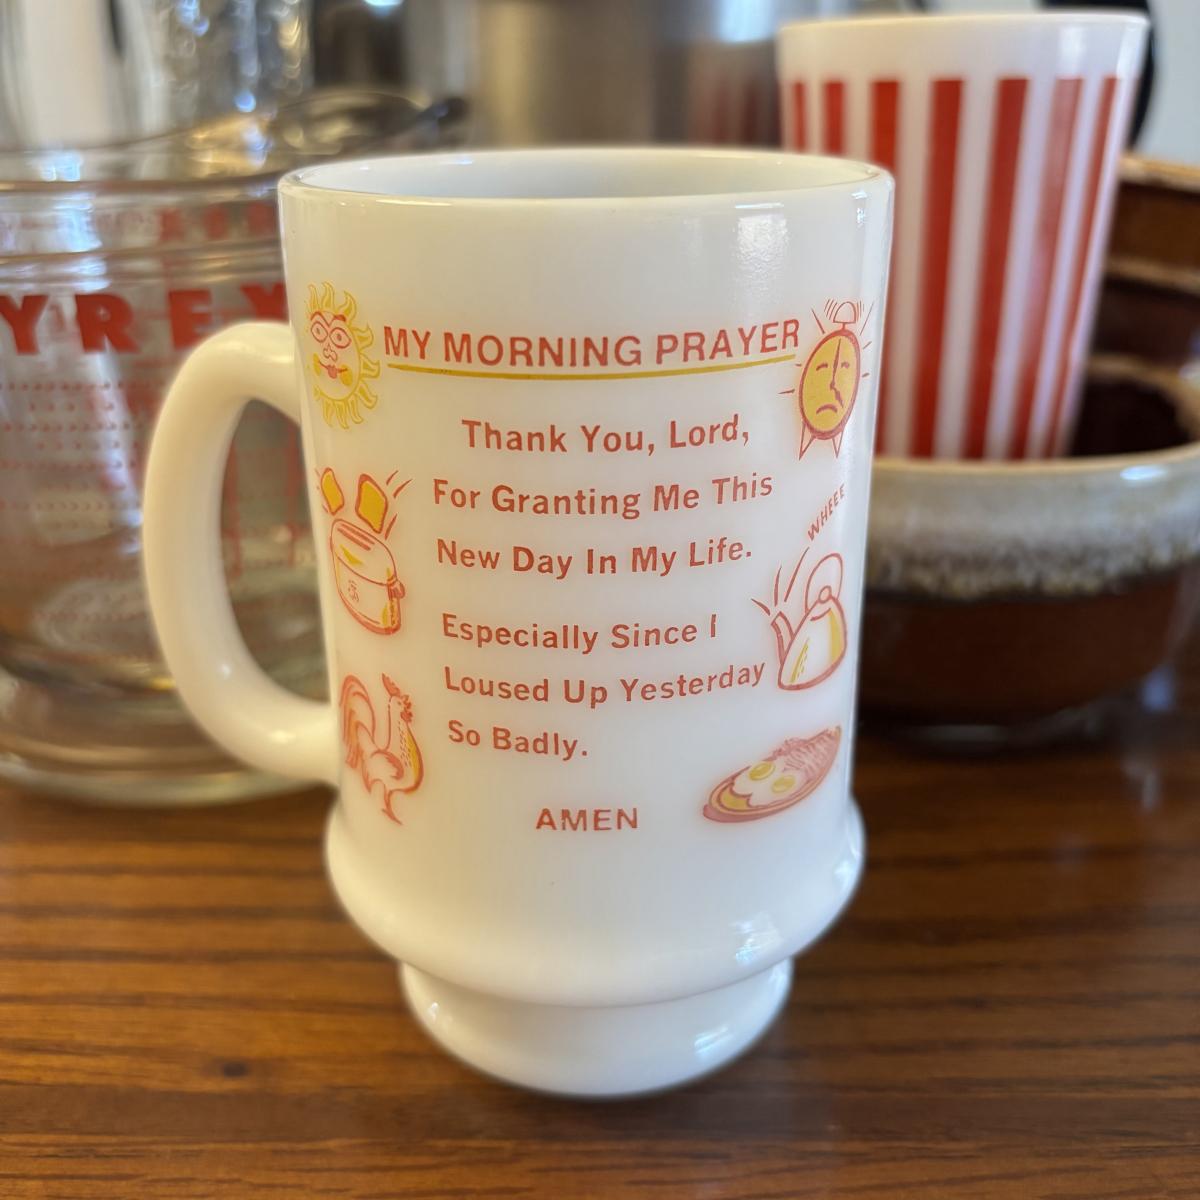 PYREX
MY MORNING PRAYER
Thank You, Lord,
For Granting Me This
New Day In My Life.
Especially Since I
Loused Up Yesterday
So Badly.
AMEN
WHEEE